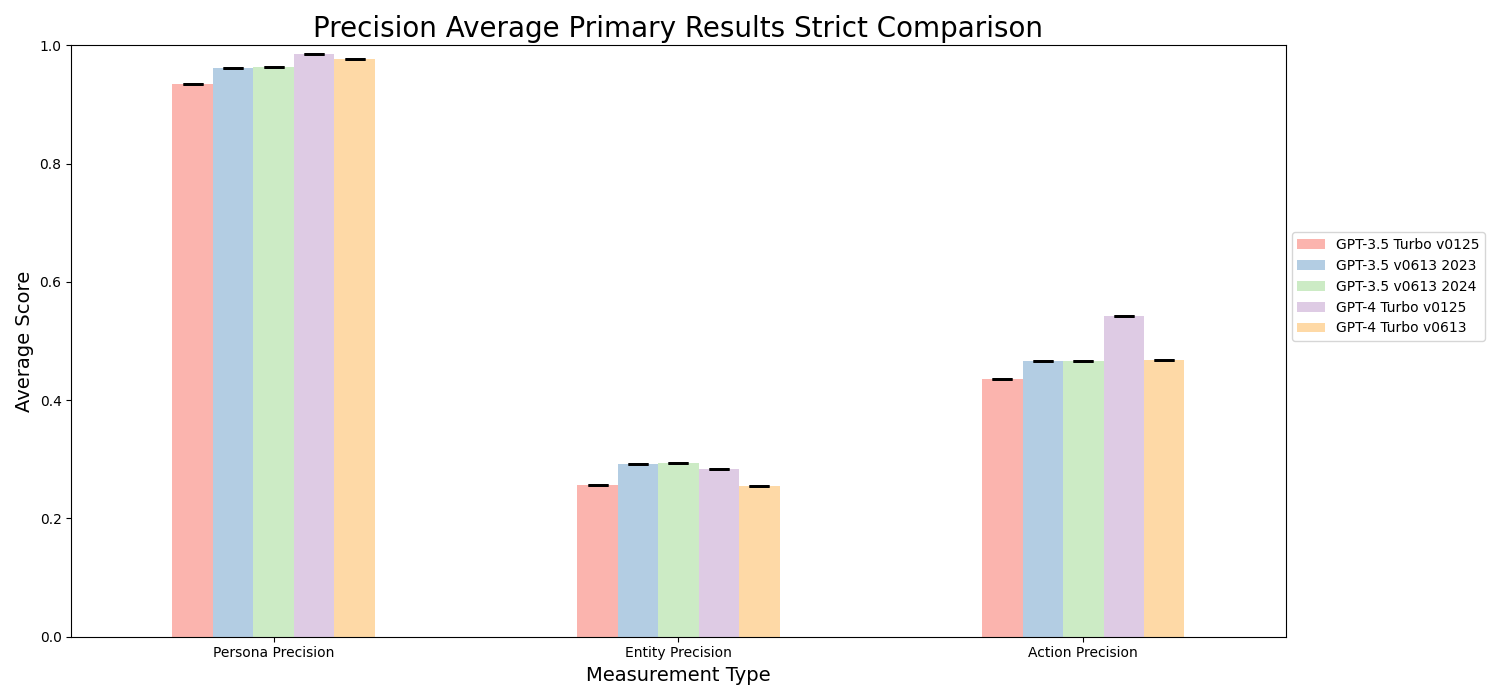 Precision Average Primary Results Strict Comparison
Average Score
1.0
0.8
0.6
0.4
0.2
0.0
Persona Precision
Entity Precision
Action Precision
Measurement Type
GPT-3.5 Turbo v0125
GPT-3.5 v0613 2023
GPT-3.5 v0613 2024
GPT-4 Turbo v0125
GPT-4 Turbo v0613